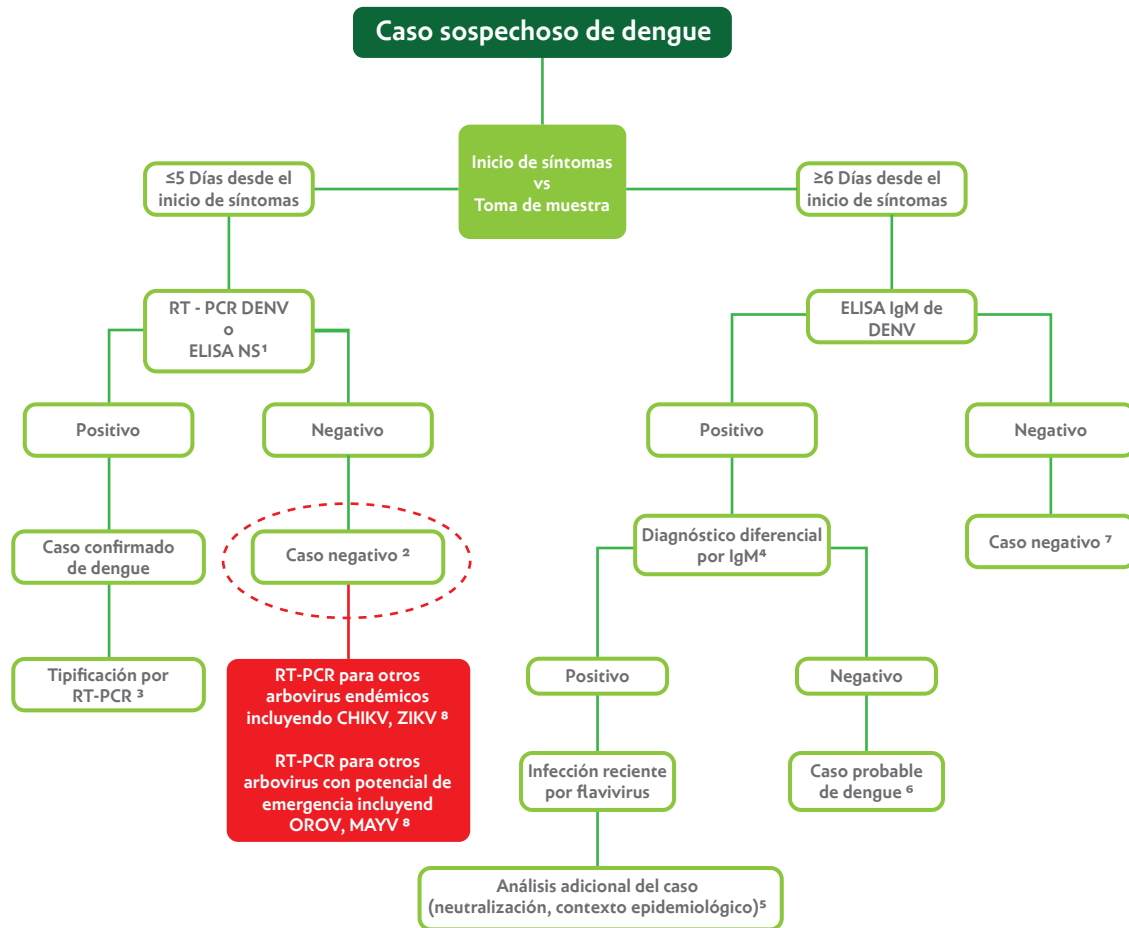 Caso sospechoso de dengue
Inicio de síntomas
vs
Toma de muestra
≤5 Días desde el
inicio de síntomas
≥6 Días desde el
inicio de síntomas
RT - PCR DENV
o
ELISA NS¹
ELISA IgM de
DENV
Positivo
Negativo
Positivo
Negativo
Caso confirmado
de dengue
Caso negativo ²
Diagnóstico diferencial
por IgM⁴
Caso negativo ⁷
Tipificación por
RT-PCR ³
RT-PCR para otros
arbovirus endémicos
incluyendo CHIKV, ZIKV ⁸
RT-PCR para otros
arbovirus con potencial de
emergencia incluyend
OROV, MAYV ⁸
Positivo
Negativo
Infección reciente
por flavivirus
Caso probable
de dengue ⁶
Análisis adicional del caso
(neutralización, contexto epidemiológico)⁵